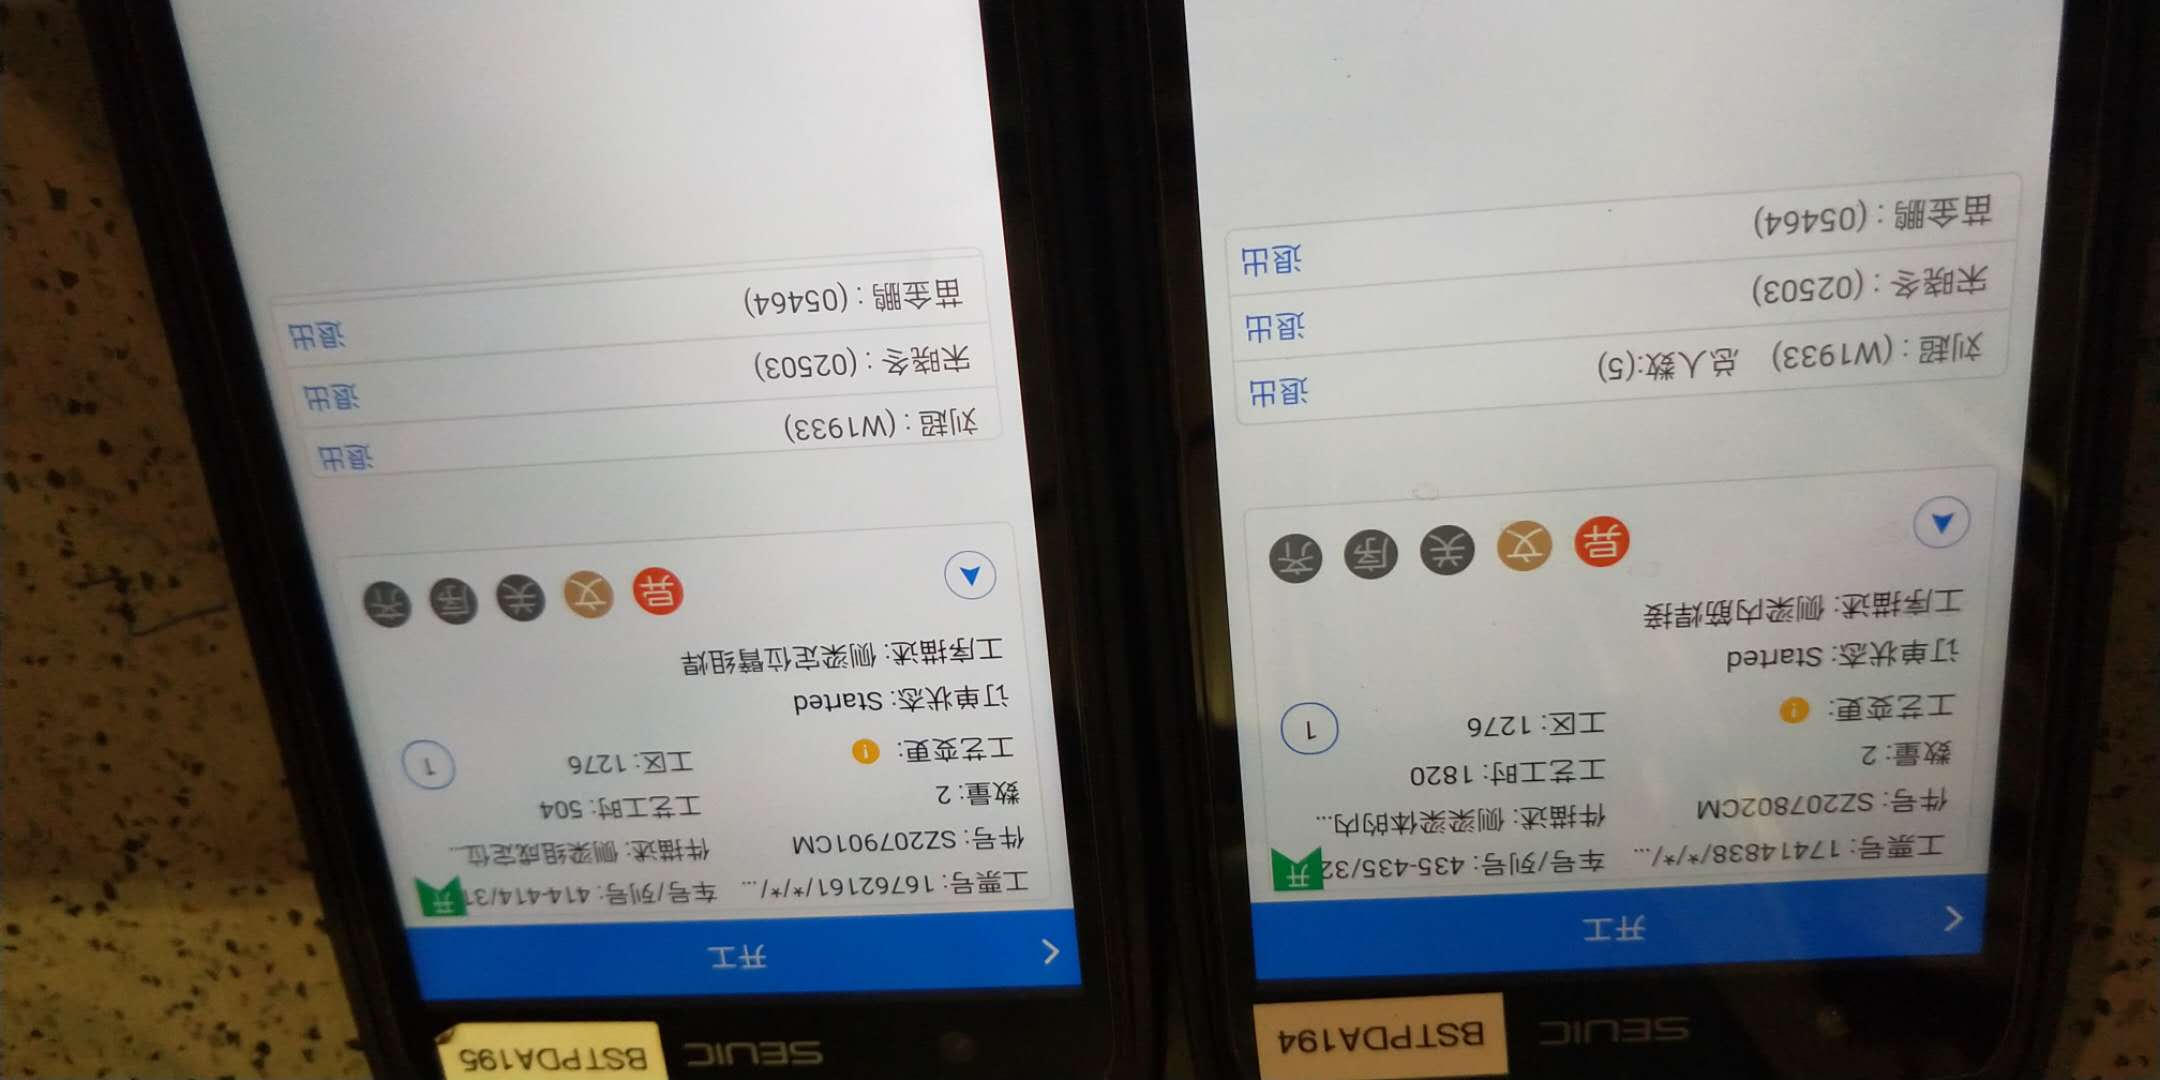 SEUIC
BSTPDA194
开工
工票号: 17414838/*/*/...
车号/列号: 435-435/32
开
件号: SZ207802CM
件描述: 侧梁梁体的内...
数量: 2
工艺工时: 1820
工艺变更: !
工区: 1276
1
订单状态: Started
工序描述: 侧梁内筋焊接
异 文 关 序 齐
刘超 : (W1933) 总人数:(5)
退出
宋晓冬 : (02503)
退出
苗金鹏 : (05464)
退出
SEUIC
BSTPDA195
开工
工票号: 16762161/*/*/...
车号/列号: 414-414/31
开
件号: SZ207901CM
件描述: 侧梁组成定位...
数量: 2
工艺工时: 504
工艺变更: !
工区: 1276
1
订单状态: Started
工序描述: 侧梁定位臂组焊
异 文 关 序 齐
刘超 : (W1933)
退出
宋晓冬 : (02503)
退出
苗金鹏 : (05464)
退出